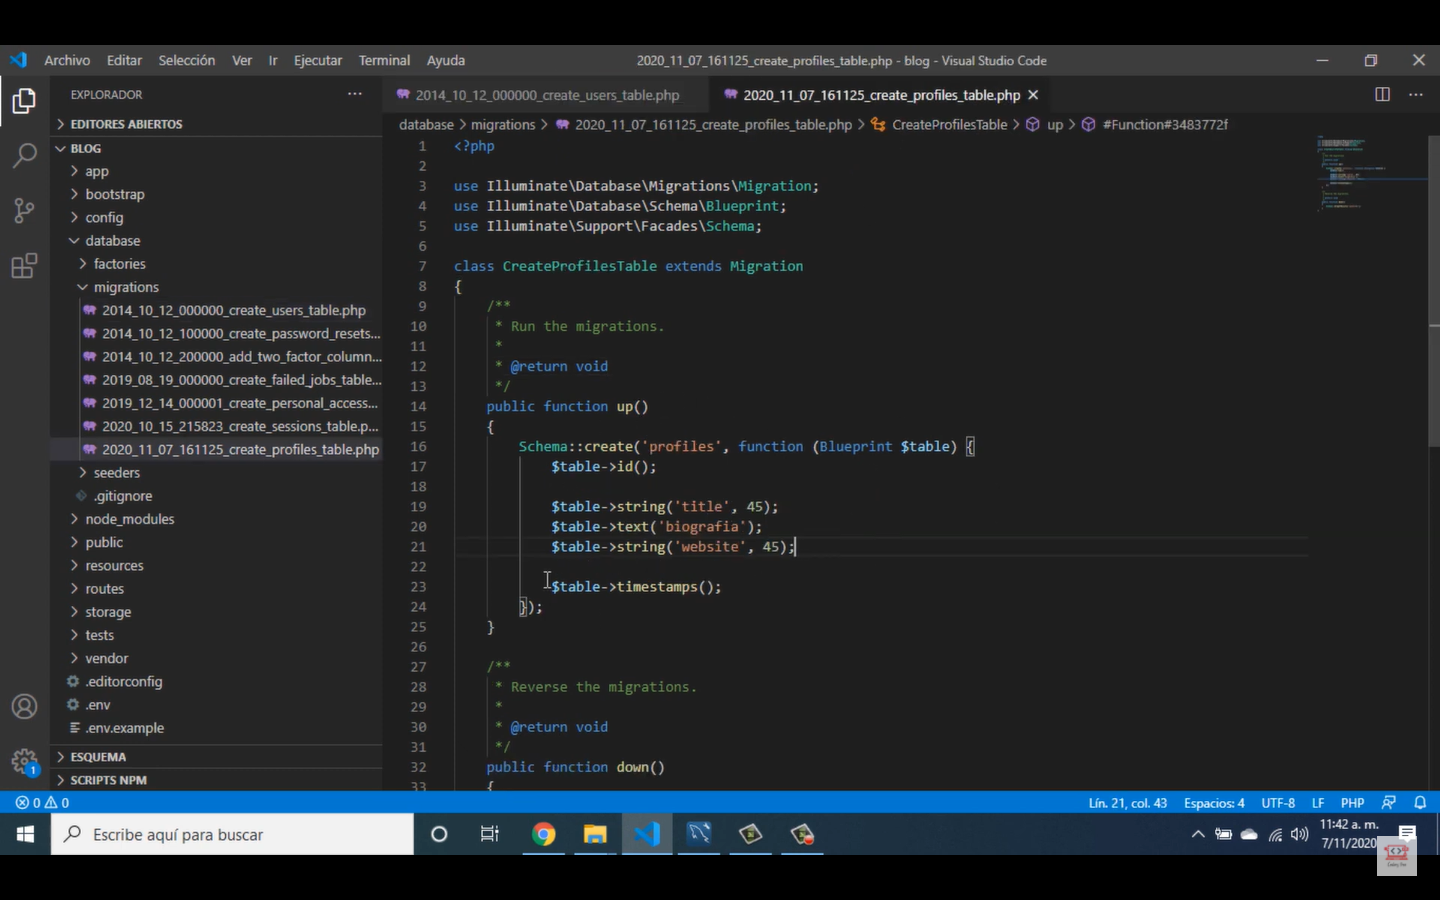 Archivo Editar Selección Ver Ir Ejecutar Terminal Ayuda 2020_11_07_161125_create_profiles_table.php - blog - Visual Studio Code
EXPLORADOR
EDITORES ABIERTOS
BLOG
app
bootstrap
config
database
factories
migrations
2014_10_12_000000_create_users_table.php
2014_10_12_100000_create_password_resets...
2014_10_12_200000_add_two_factor_column...
2019_08_19_000000_create_failed_jobs_table...
2019_12_14_000001_create_personal_access...
2020_10_15_215823_create_sessions_table.p...
2020_11_07_161125_create_profiles_table.php
seeders
.gitignore
node_modules
public
resources
routes
storage
tests
vendor
.editorconfig
.env
.env.example
ESQUEMA
SCRIPTS NPM
1
2014_10_12_000000_create_users_table.php 2020_11_07_161125_create_profiles_table.php
database > migrations > 2020_11_07_161125_create_profiles_table.php > CreateProfilesTable > up > #Function#3483772f
1 <?php
2
3 use Illuminate\Database\Migrations\Migration;
4 use Illuminate\Database\Schema\Blueprint;
5 use Illuminate\Support\Facades\Schema;
6
7 class CreateProfilesTable extends Migration
8 {
9 /**
10 * Run the migrations.
11 *
12 * @return void
13 */
14 public function up()
15 {
16 Schema::create('profiles', function (Blueprint $table) {
17 $table->id();
18
19 $table->string('title', 45);
20 $table->text('biografia');
21 $table->string('website', 45);
22
23 $table->timestamps();
24 });
25 }
26
27 /**
28 * Reverse the migrations.
29 *
30 * @return void
31 */
32 public function down()
33 {
0 0 Lín. 21, col. 43 Espacios: 4 UTF-8 LF PHP
Escribe aquí para buscar
11:42 a. m.
7/11/2020